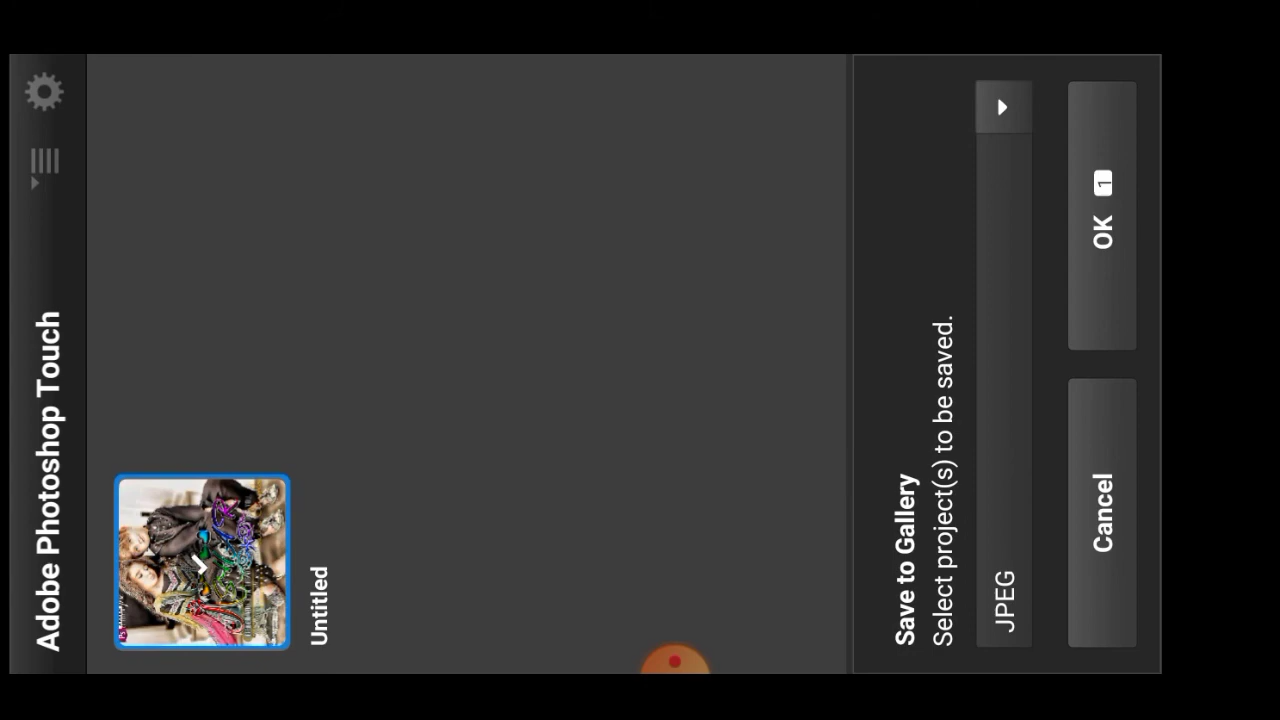 Adobe Photoshop Touch
Untitled
Save to Gallery
Select project(s) to be saved.
JPEG
Cancel
OK 1